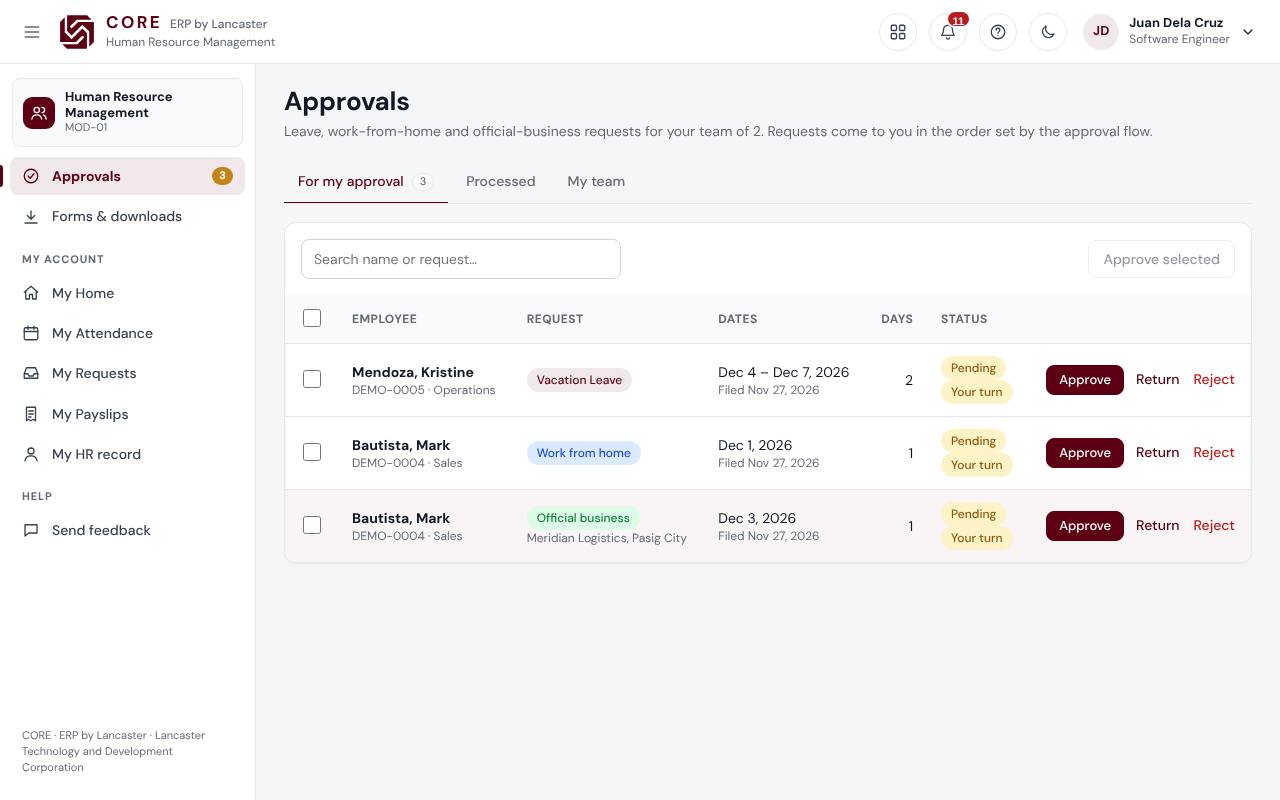 CORE ERP by Lancaster
Human Resource Management
11
JD
Juan Dela Cruz
Software Engineer
Human Resource
Management
MOD-01
Approvals 3
Forms & downloads
MY ACCOUNT
My Home
My Attendance
My Requests
My Payslips
My HR record
HELP
Send feedback
CORE · ERP by Lancaster · Lancaster
Technology and Development
Corporation
Approvals
Leave, work-from-home and official-business requests for your team of 2. Requests come to you in the order set by the approval flow.
For my approval 3 Processed My team
Search name or request… Approve selected
EMPLOYEE REQUEST DATES DAYS STATUS
Mendoza, Kristine
DEMO-0005 · Operations
Vacation Leave
Dec 4 – Dec 7, 2026
Filed Nov 27, 2026
2
Pending
Your turn
Approve Return Reject
Bautista, Mark
DEMO-0004 · Sales
Work from home
Dec 1, 2026
Filed Nov 27, 2026
1
Pending
Your turn
Approve Return Reject
Bautista, Mark
DEMO-0004 · Sales
Official business
Meridian Logistics, Pasig City
Dec 3, 2026
Filed Nov 27, 2026
1
Pending
Your turn
Approve Return Reject